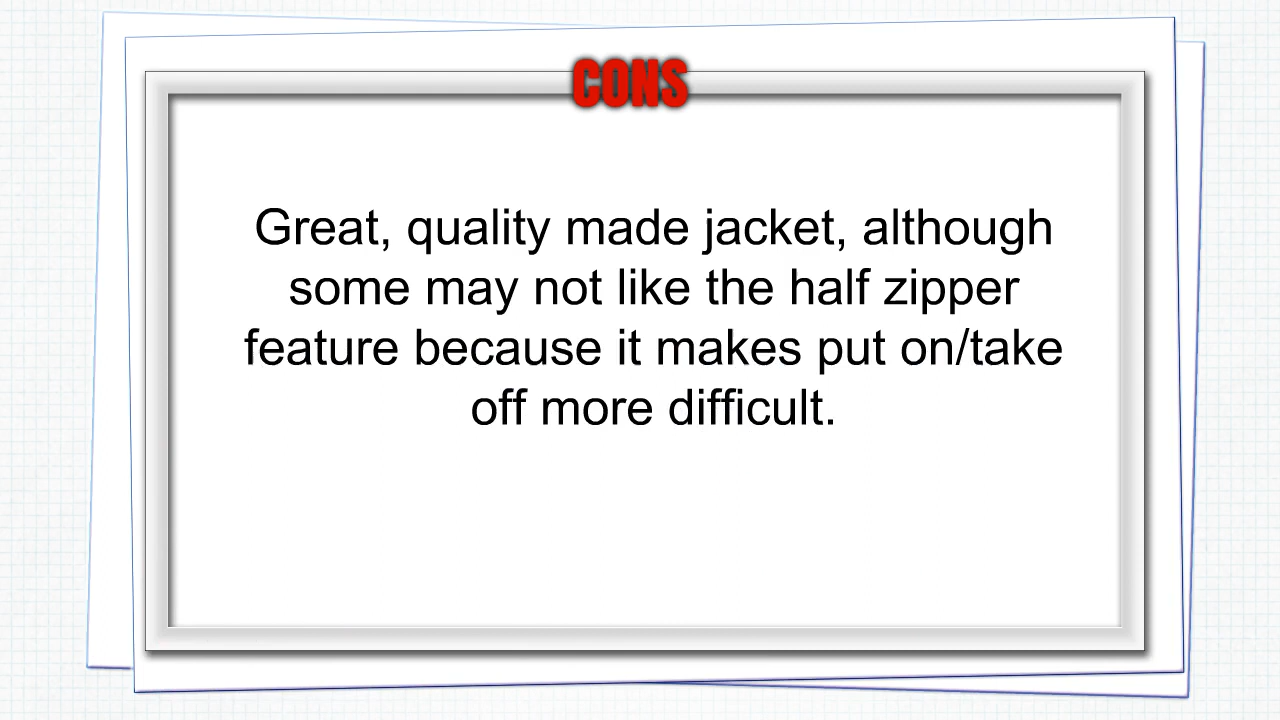 CONS
Great, quality made jacket, although
some may not like the half zipper
feature because it makes put on/take
off more difficult.